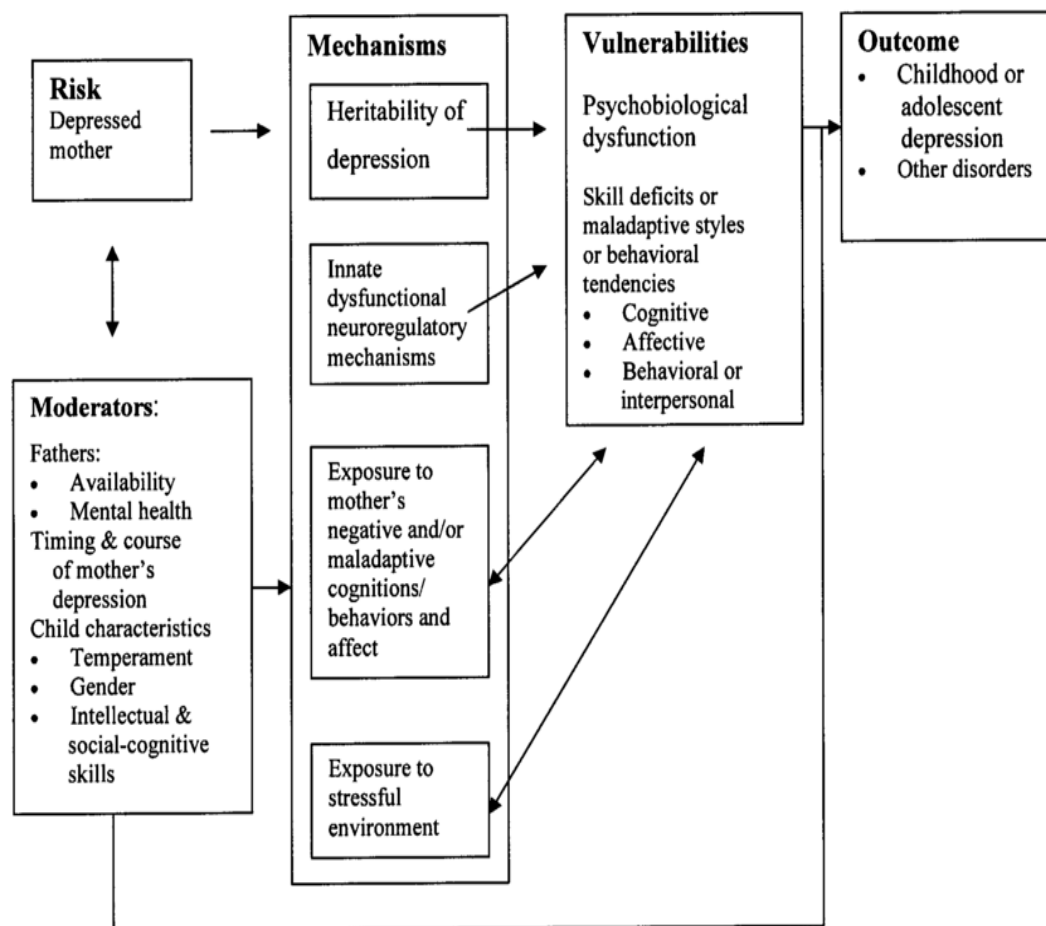 Risk
Depressed
mother
Moderators:
Fathers:
• Availability
• Mental health
Timing & course
of mother's
depression
Child characteristics
• Temperament
• Gender
• Intellectual &
social-cognitive
skills
Mechanisms
Heritability of
depression
Innate
dysfunctional
neuroregulatory
mechanisms
Exposure to
mother's
negative and/or
maladaptive
cognitions/
behaviors and
affect
Exposure to
stressful
environment
Vulnerabilities
Psychobiological
dysfunction
Skill deficits or
maladaptive styles
or behavioral
tendencies
• Cognitive
• Affective
• Behavioral or
interpersonal
Outcome
• Childhood or
adolescent
depression
• Other disorders